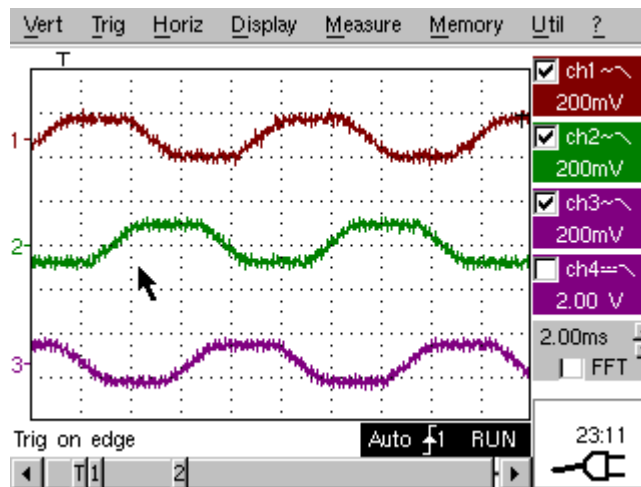 Vert Trig Horiz Display Measure Memory Util ?
T
ch1
200mV
ch2
200mV
ch3
200mV
ch4
2.00 V
1
2
3
2.00ms
FFT
Trig on edge
Auto 1 RUN
23:11
T 1 2